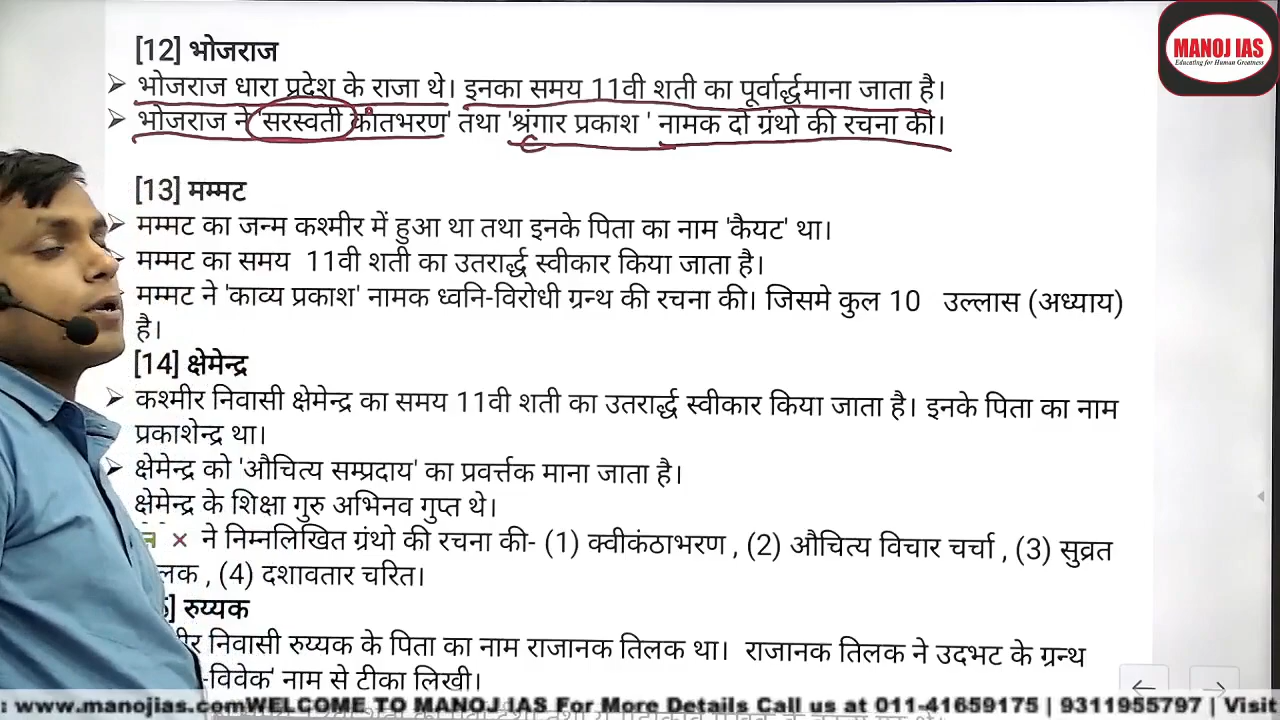 MANOJ IAS
Educating for Human Greatness
[12] भोजराज
➢ भोजराज धारा प्रदेश के राजा थे। इनका समय 11वी शती का पूर्वार्द्धमाना जाता है।
➢ भोजराज ने 'सरस्वती कांतभरण' तथा 'श्रंगार प्रकाश ' नामक दो ग्रंथो की रचना की।
[13] मम्मट
➢ मम्मट का जन्म कश्मीर में हुआ था तथा इनके पिता का नाम 'कैयट' था।
➢ मम्मट का समय 11वी शती का उतरार्द्ध स्वीकार किया जाता है।
➢ मम्मट ने 'काव्य प्रकाश' नामक ध्वनि-विरोधी ग्रन्थ की रचना की। जिसमे कुल 10 उल्लास (अध्याय)
है।
[14] क्षेमेन्द्र
➢ कश्मीर निवासी क्षेमेन्द्र का समय 11वी शती का उतरार्द्ध स्वीकार किया जाता है। इनके पिता का नाम
प्रकाशेन्द्र था।
➢ क्षेमेन्द्र को 'औचित्य सम्प्रदाय' का प्रवर्त्तक माना जाता है।
क्षेमेन्द्र के शिक्षा गुरु अभिनव गुप्त थे।
ने निम्नलिखित ग्रंथो की रचना की- (1) क्वीकंठाभरण , (2) औचित्य विचार चर्चा , (3) सुव्रत
लक , (4) दशावतार चरित।
] रुय्यक
निवासी रुय्यक के पिता का नाम राजानक तिलक था। राजानक तिलक ने उदभट के ग्रन्थ
-विवेक' नाम से टीका लिखी।
: www.manojias.comWELCOME TO MANOJ IAS For More Details Call us at 011-41659175 | 9311955797 | Visit